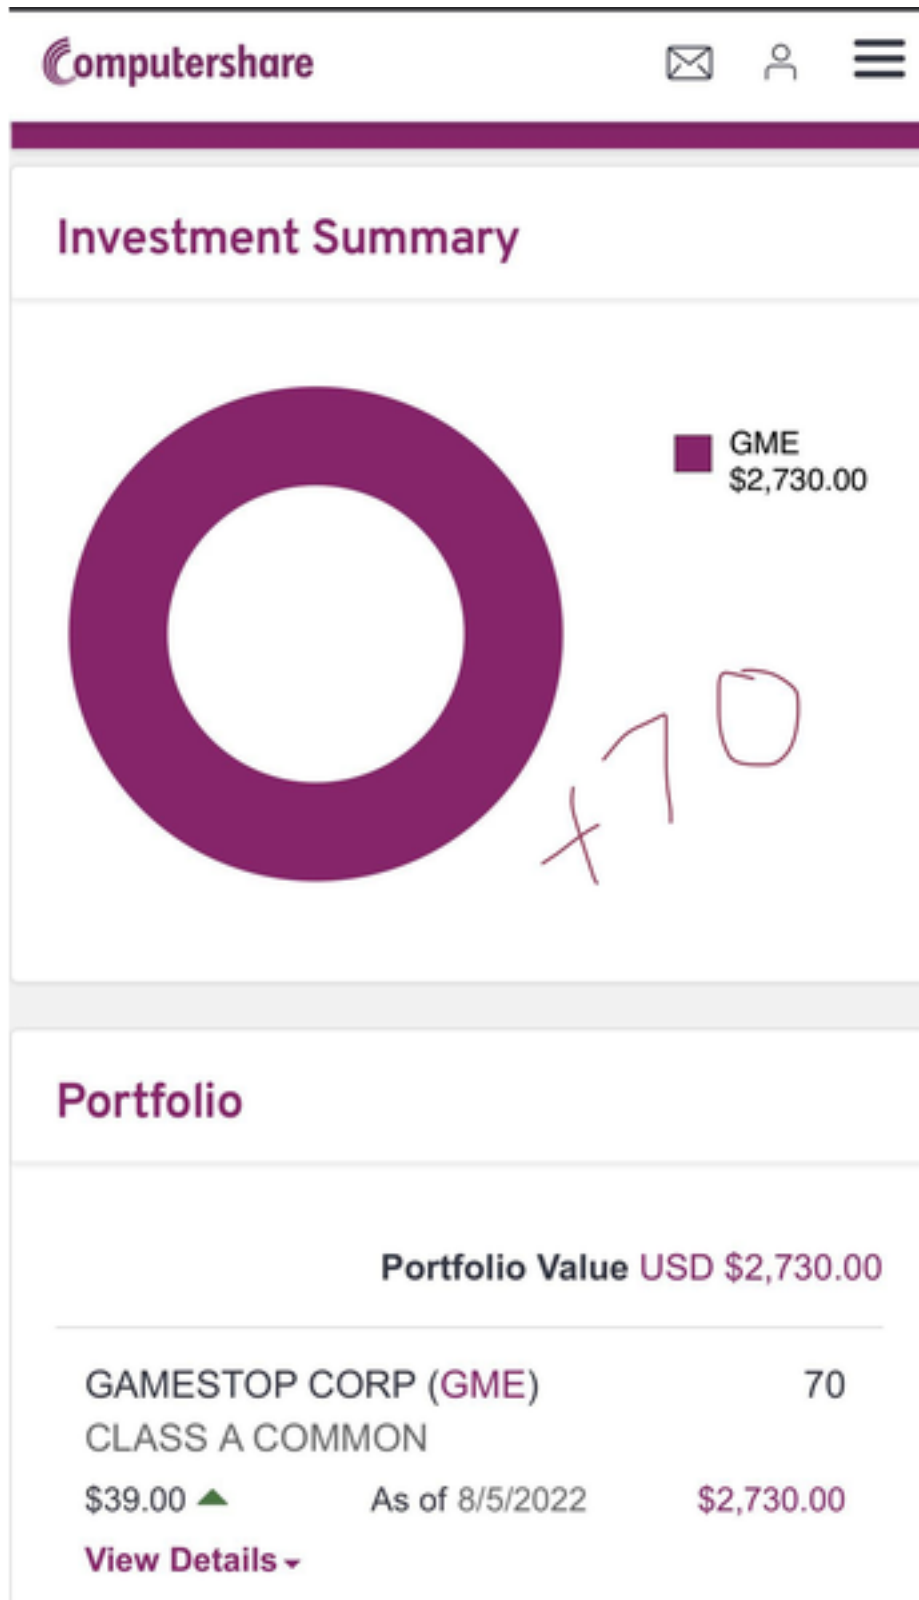 Computershare
Investment Summary
GME
$2,730.00
+70
Portfolio
Portfolio Value USD $2,730.00
GAMESTOP CORP (GME) 70
CLASS A COMMON
$39.00 As of 8/5/2022 $2,730.00
View Details